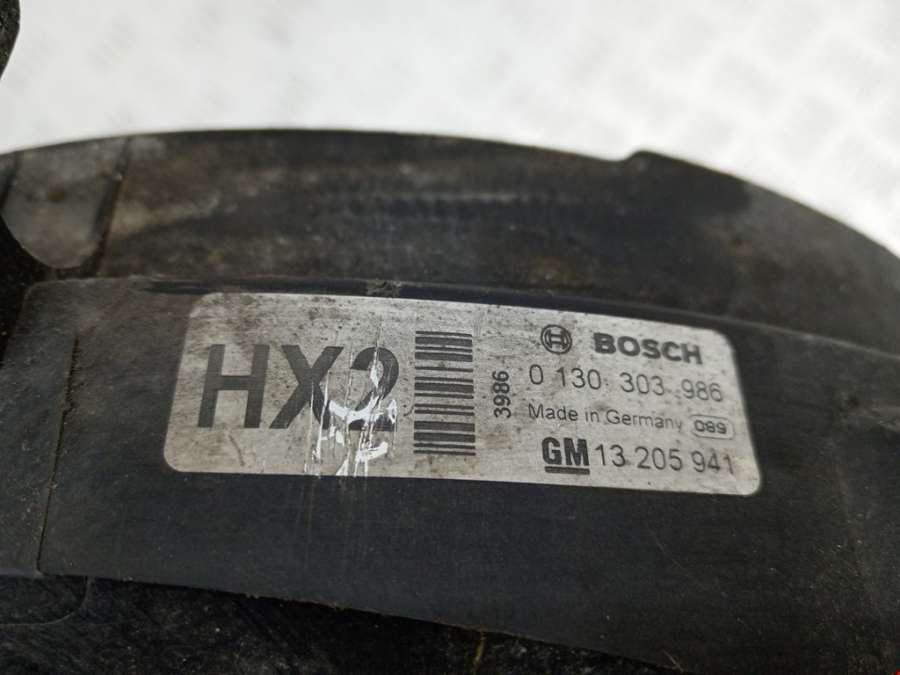 HX2
3986
BOSCH
0 130 303 986
Made in Germany 089
GM 13 205 941